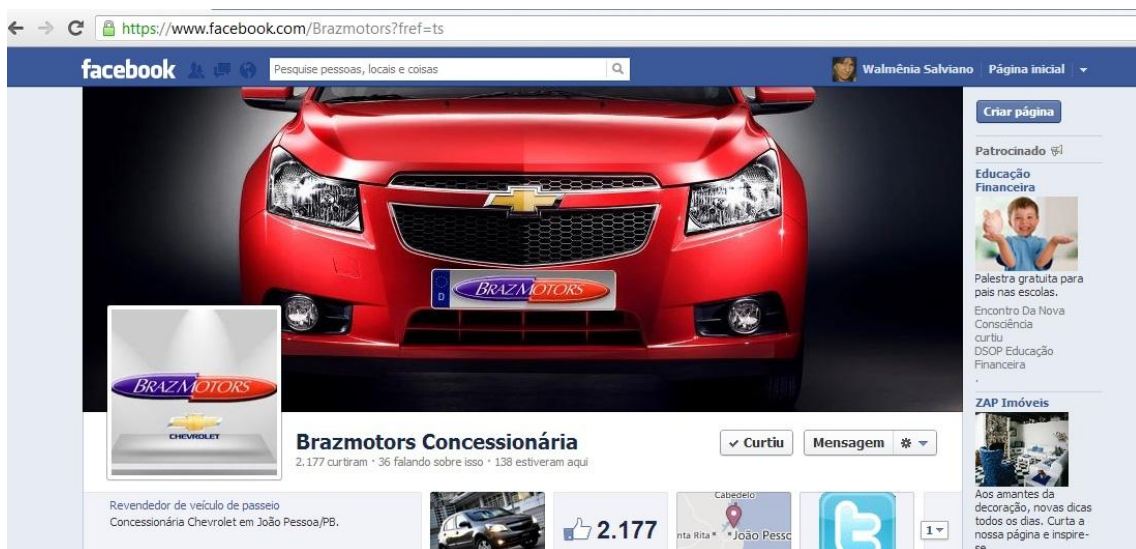 https://www.facebook.com/Brazmotors?fref=ts
facebook
Pesquise pessoas, locais e coisas
Walmênia Salviano
Página inicial
Criar página
Patrocinado
Educação
Financeira
Palestra gratuita para
pais nas escolas.
Encontro Da Nova
Consciência
curtiu
DSOP Educação
Financeira
.
ZAP Imóveis
Aos amantes da
decoração, novas dicas
todos os dias. Curta a
nossa página e inspire-
se
D
BRAZMOTORS
BRAZMOTORS
CHEVROLET
Brazmotors Concessionária
2.177 curtiram · 36 falando sobre isso · 138 estiveram aqui
✓ Curtiu
Mensagem
Revendedor de veículo de passeio
Concessionária Chevrolet em João Pessoa/PB.
2.177
Cabedelo
nta Rita
João Pesso
1